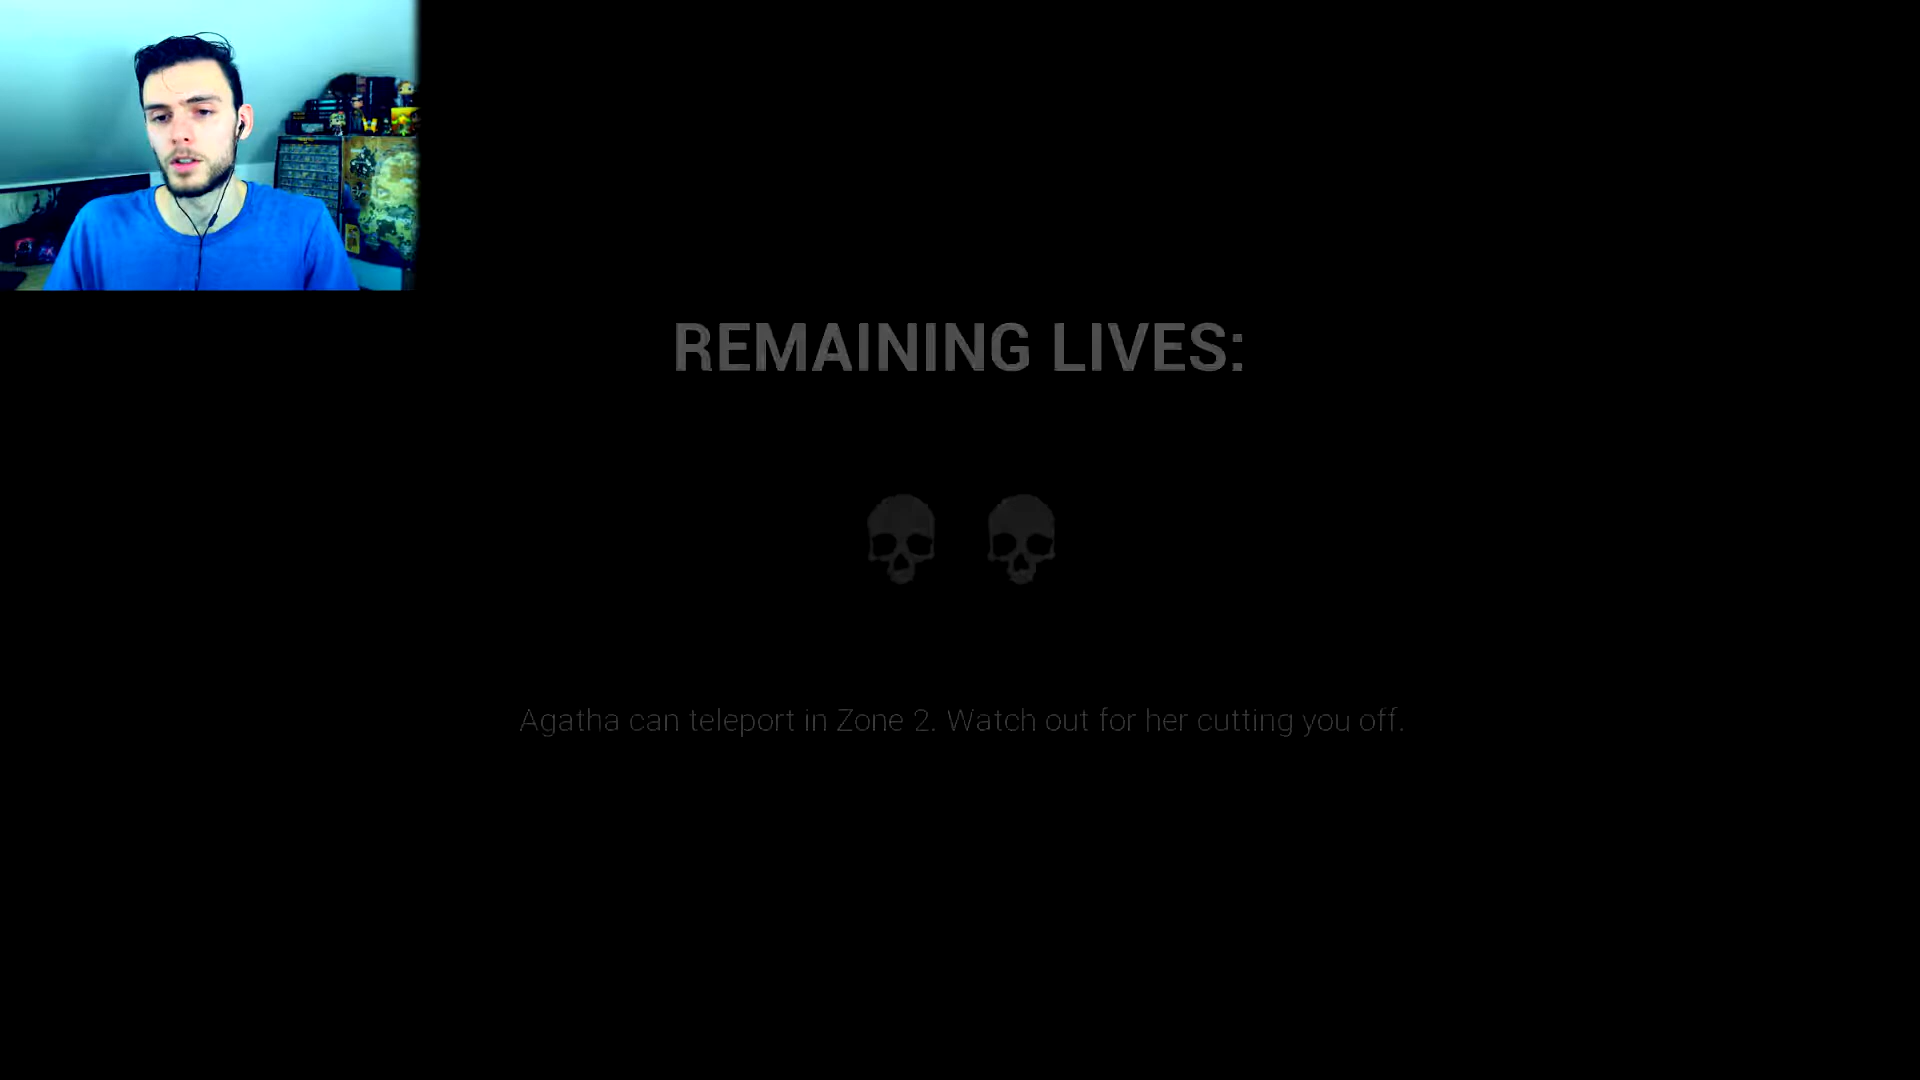 REMAINING LIVES:
Agatha can teleport in Zone 2. Watch out for her cutting you off.